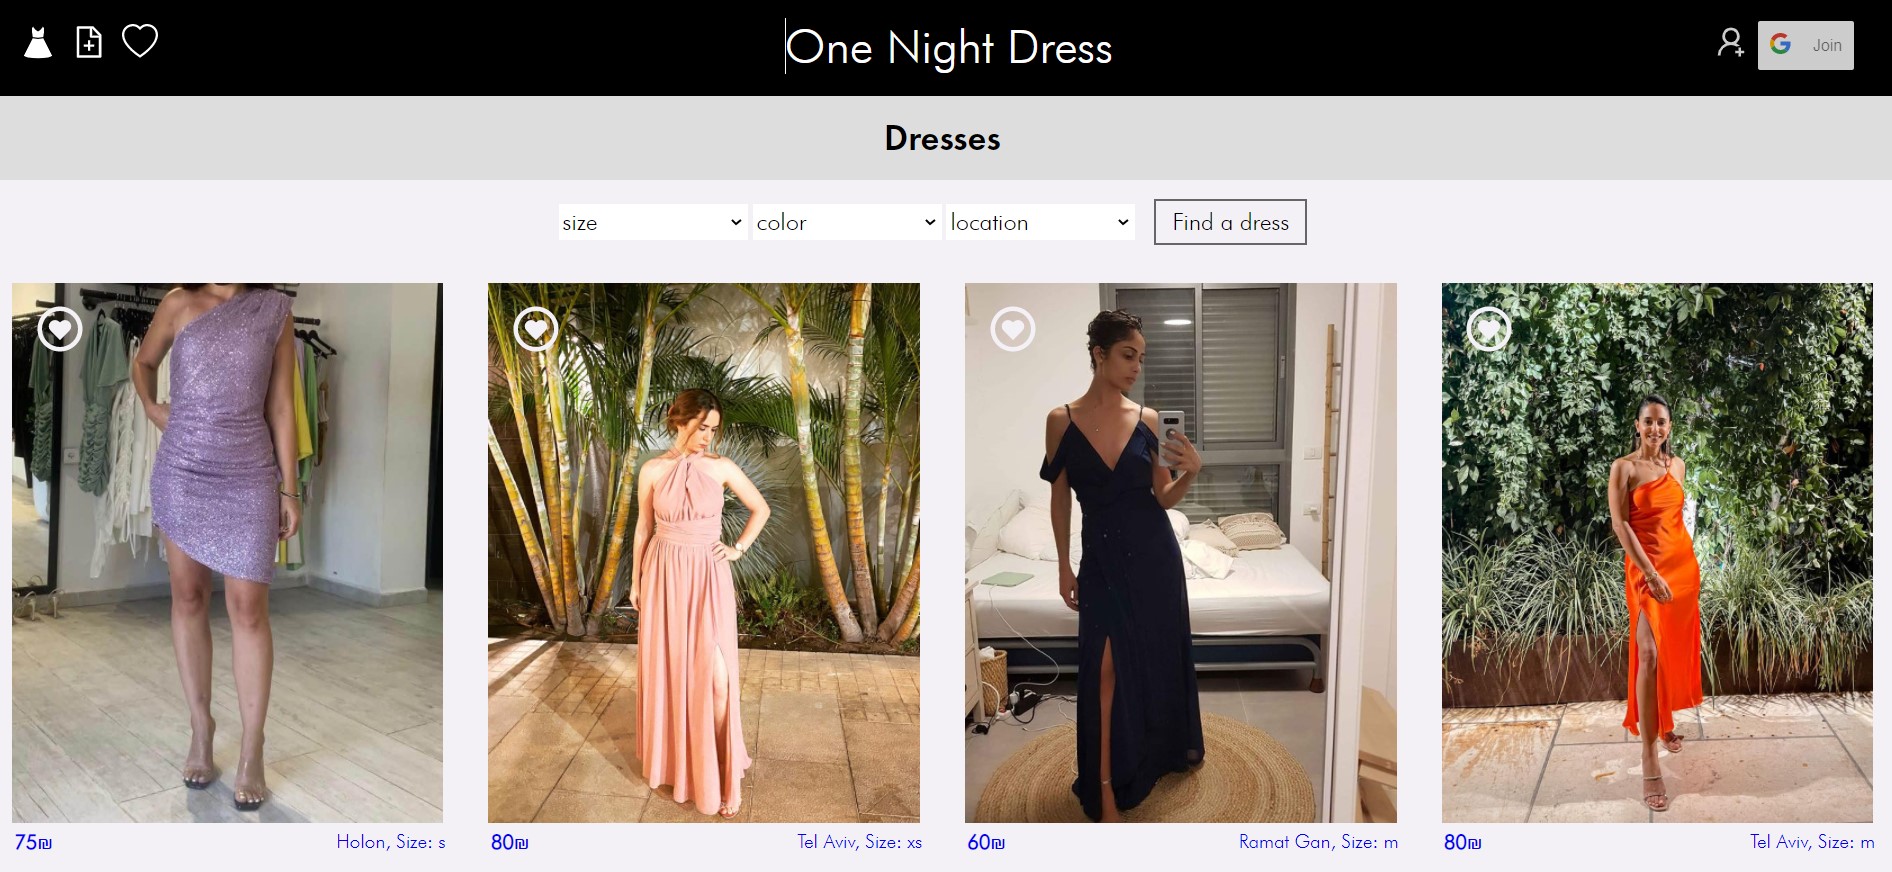 One Night Dress
Join
Dresses
size
color
location
Find a dress
75₪
Holon, Size: s
80₪
Tel Aviv, Size: xs
60₪
Ramat Gan, Size: m
80₪
Tel Aviv, Size: m